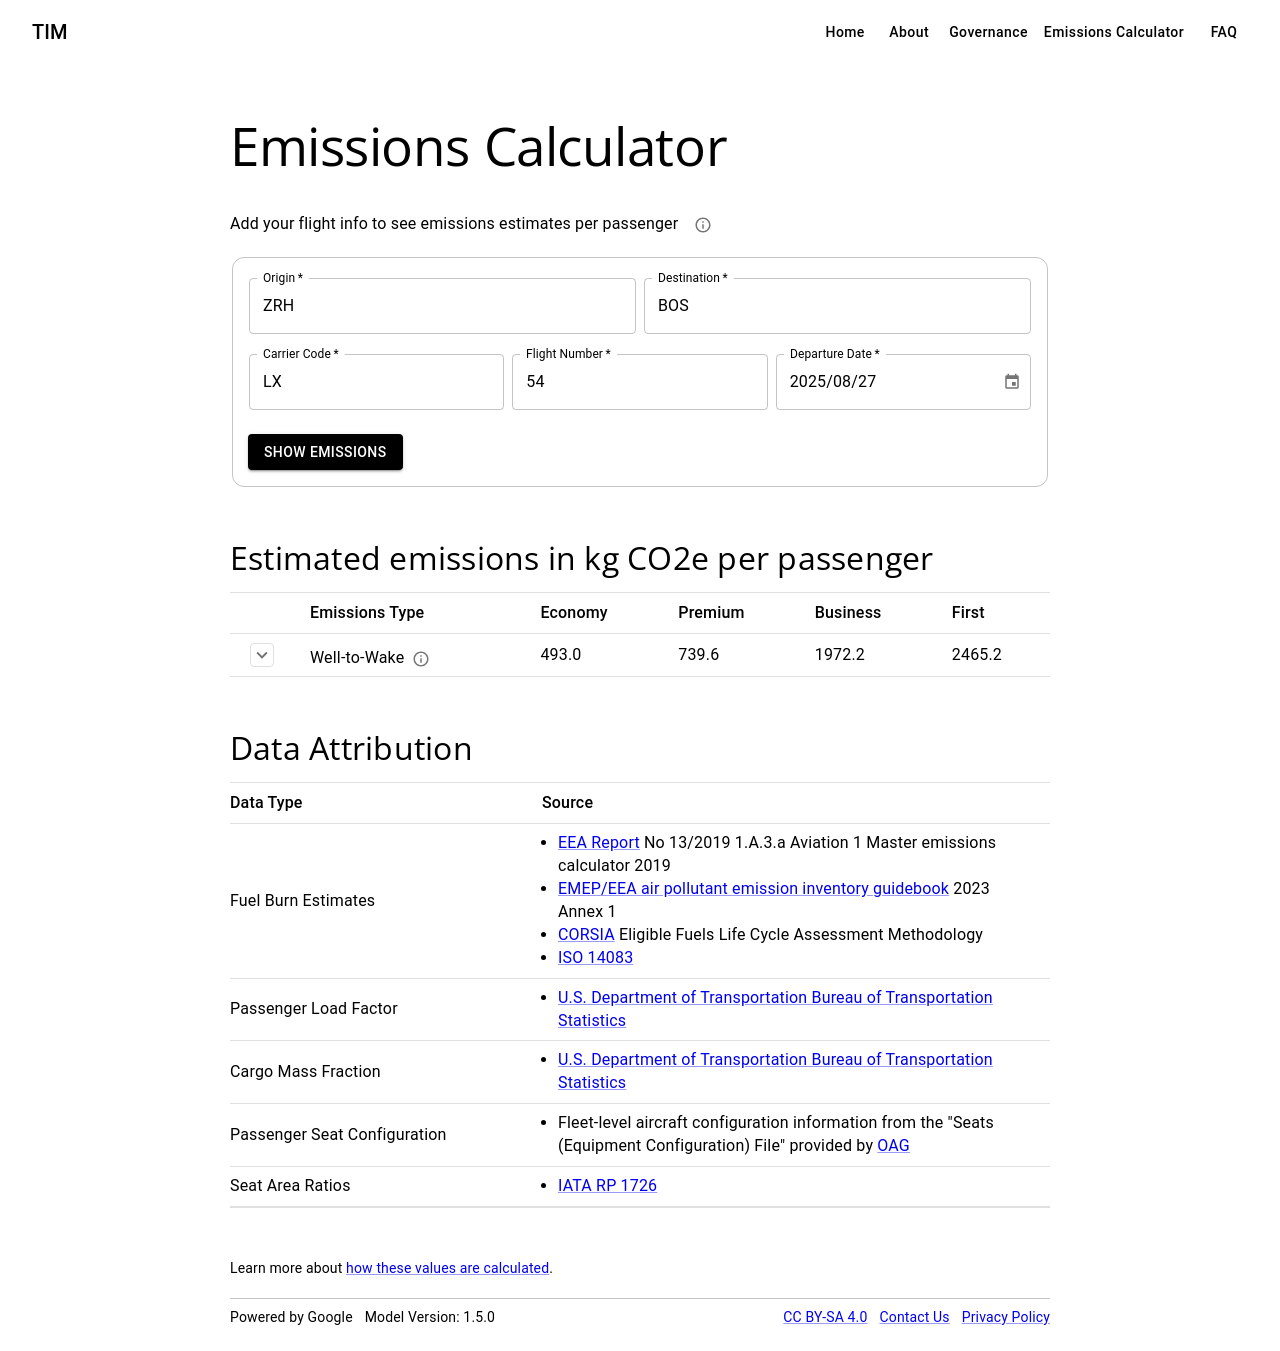 TIM
Home About Governance Emissions Calculator FAQ
Emissions Calculator
Add your flight info to see emissions estimates per passenger
Origin * Destination *
ZRH BOS
Carrier Code * Flight Number * Departure Date *
LX 54 2025/08/27
SHOW EMISSIONS
Estimated emissions in kg CO2e per passenger
Emissions Type Economy Premium Business First
Well-to-Wake 493.0 739.6 1972.2 2465.2
Data Attribution
Data Type Source
Fuel Burn Estimates
• EEA Report No 13/2019 1.A.3.a Aviation 1 Master emissions
calculator 2019
• EMEP/EEA air pollutant emission inventory guidebook 2023
Annex 1
• CORSIA Eligible Fuels Life Cycle Assessment Methodology
• ISO 14083
Passenger Load Factor
• U.S. Department of Transportation Bureau of Transportation
Statistics
Cargo Mass Fraction
• U.S. Department of Transportation Bureau of Transportation
Statistics
Passenger Seat Configuration
• Fleet-level aircraft configuration information from the "Seats
(Equipment Configuration) File" provided by OAG
Seat Area Ratios
• IATA RP 1726
Learn more about how these values are calculated.
Powered by Google Model Version: 1.5.0 CC BY-SA 4.0 Contact Us Privacy Policy